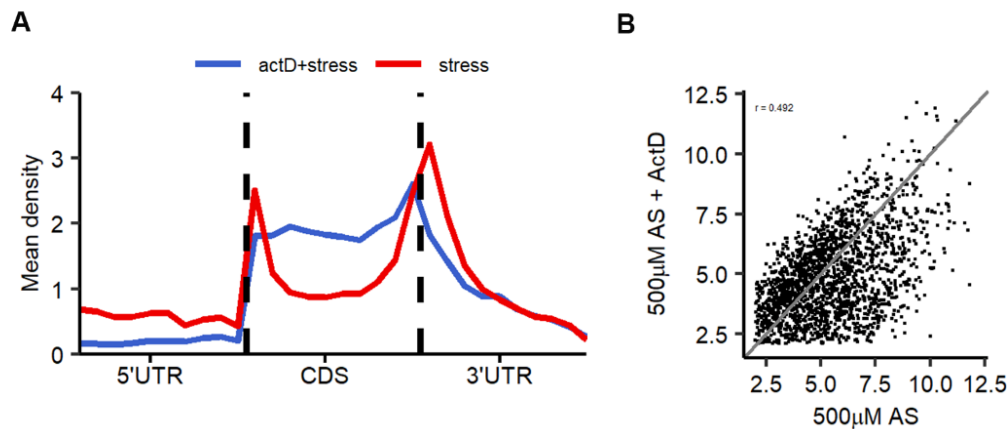 A
actD+stress stress
4
3
2
1
0
Mean density
5'UTR CDS 3'UTR
B
12.5
10.0
7.5
5.0
2.5
r = 0.492
500μM AS + ActD
2.5 5.0 7.5 10.0 12.5
500μM AS